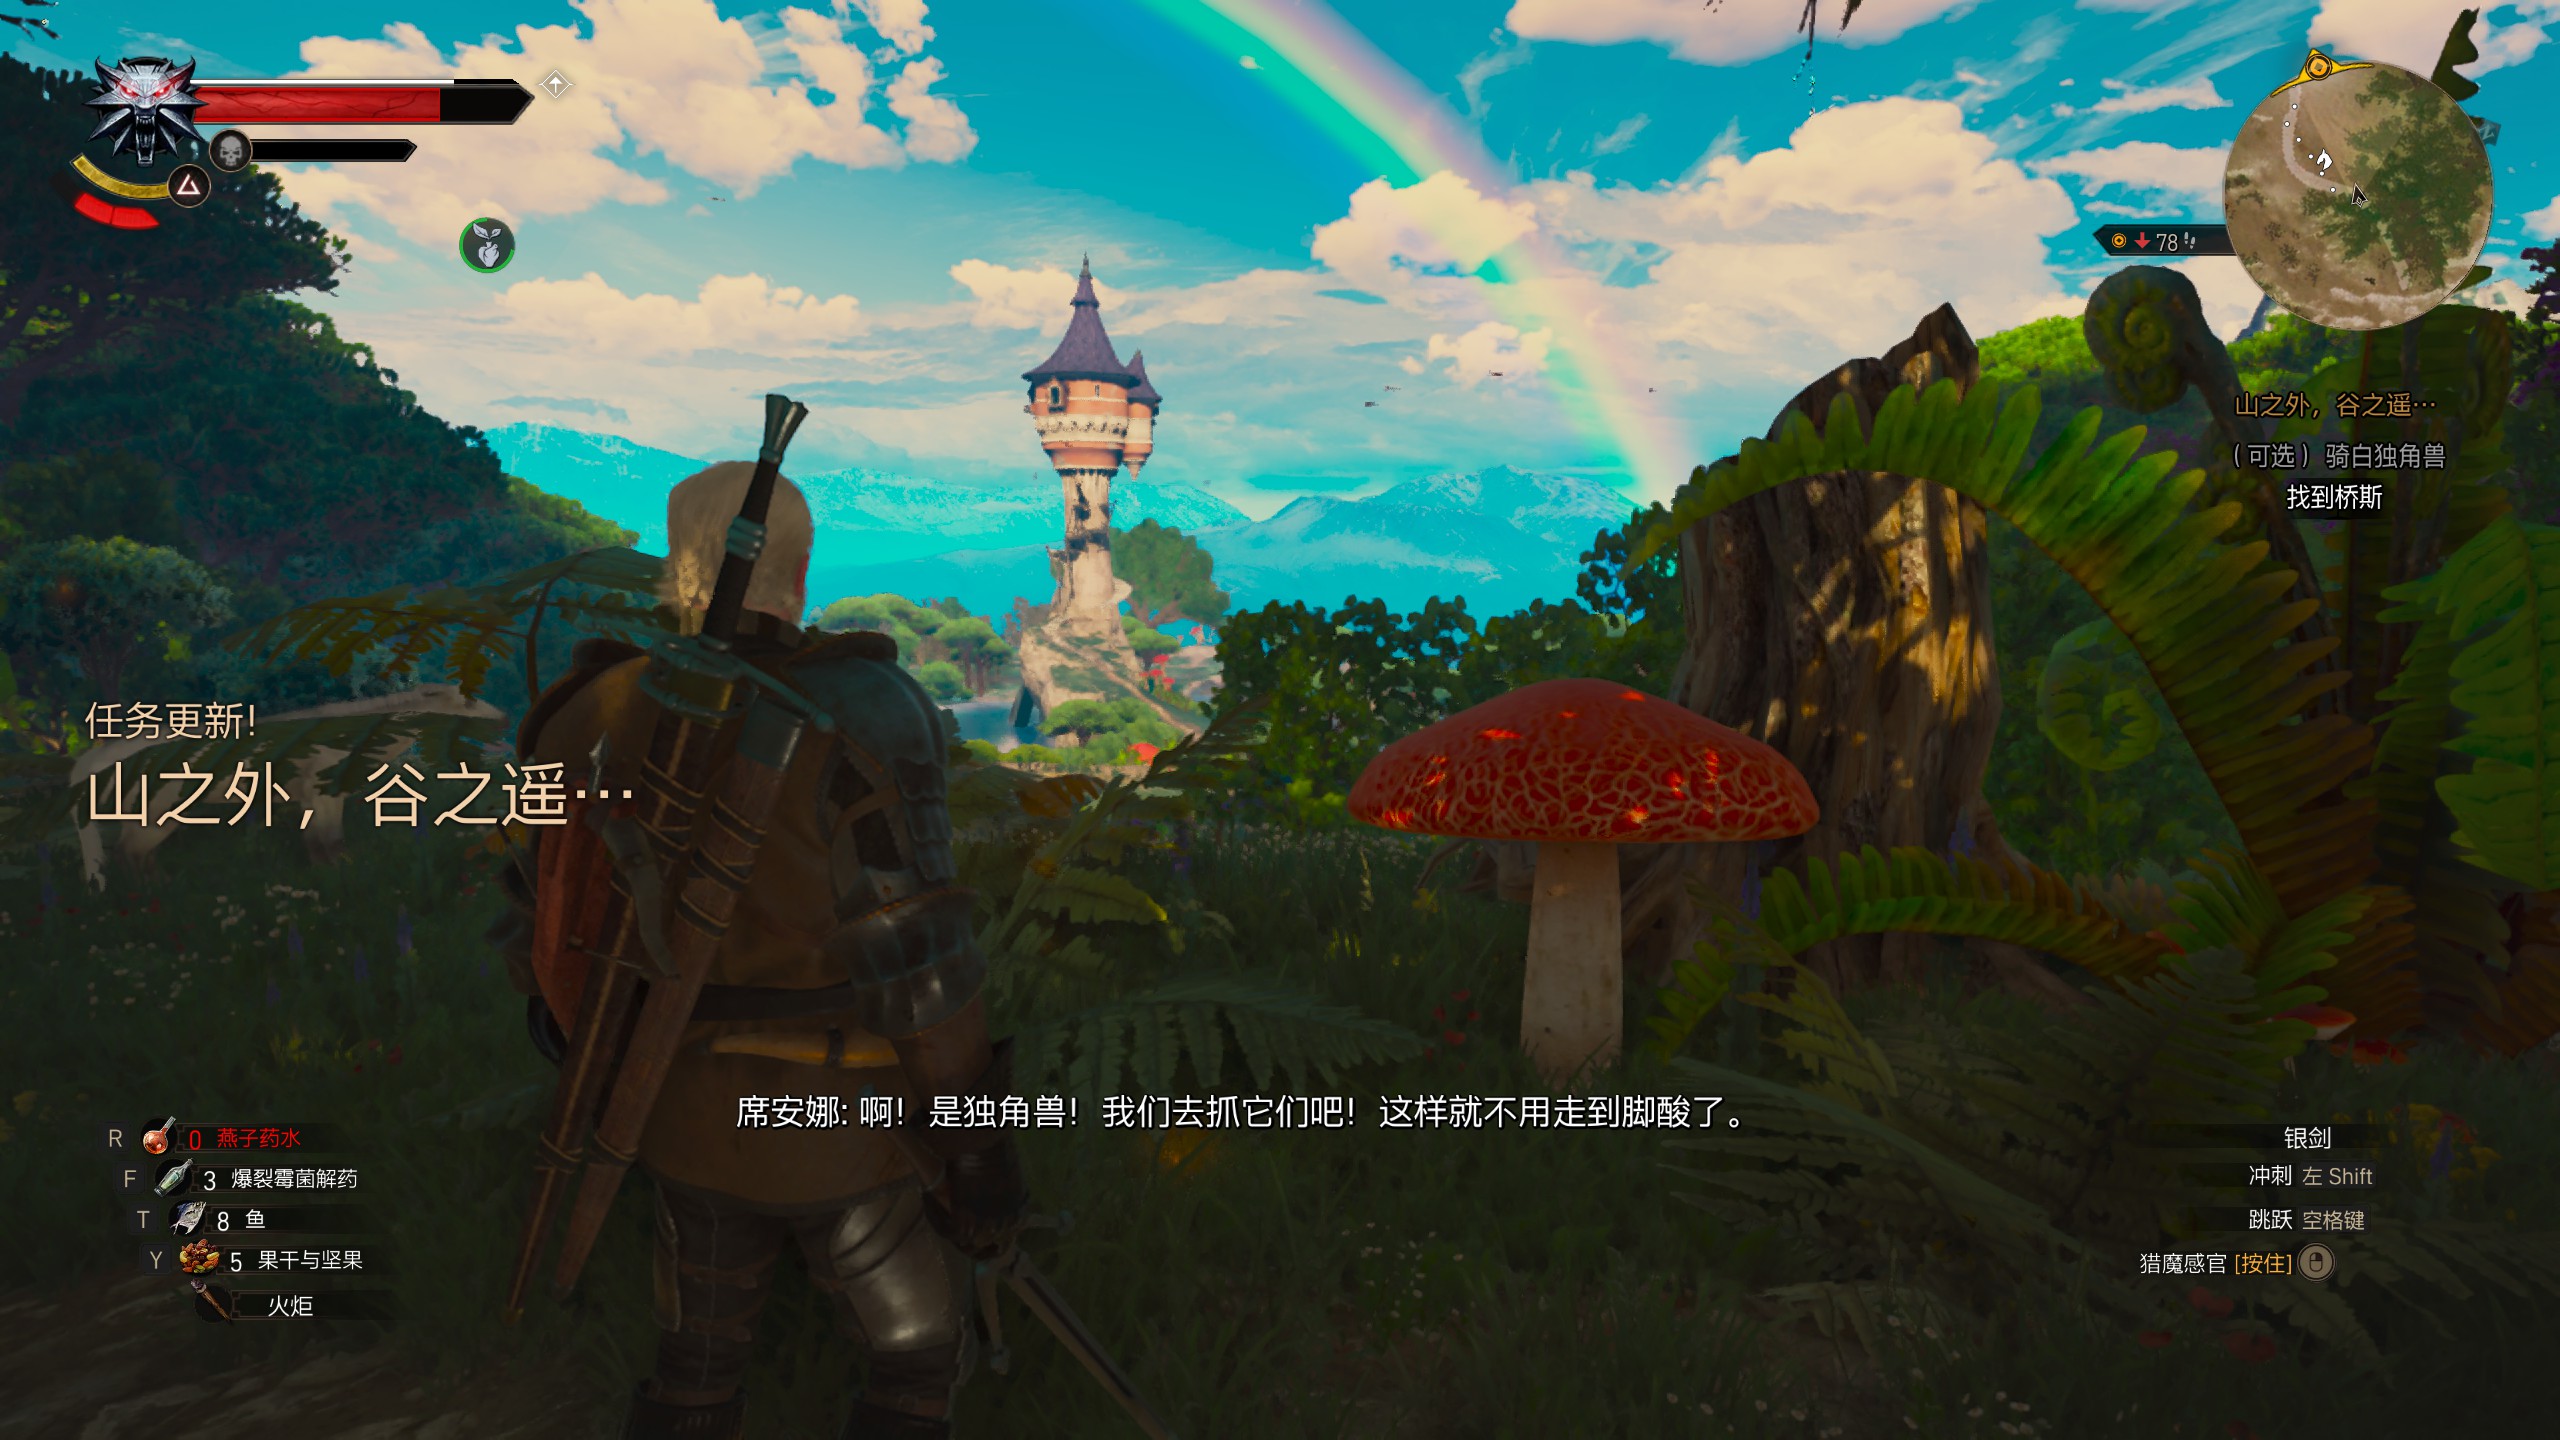 78
山之外，谷之遥…
（可选）骑白独角兽
找到桥斯
任务更新！
山之外，谷之遥…
席安娜: 啊！是独角兽！我们去抓它们吧！这样就不用走到脚酸了。
R 0 燕子药水
F 3 爆裂霉菌解药
T 8 鱼
Y 5 果干与坚果
火炬
银剑
冲刺 左 Shift
跳跃 空格键
猎魔感官 [按住]